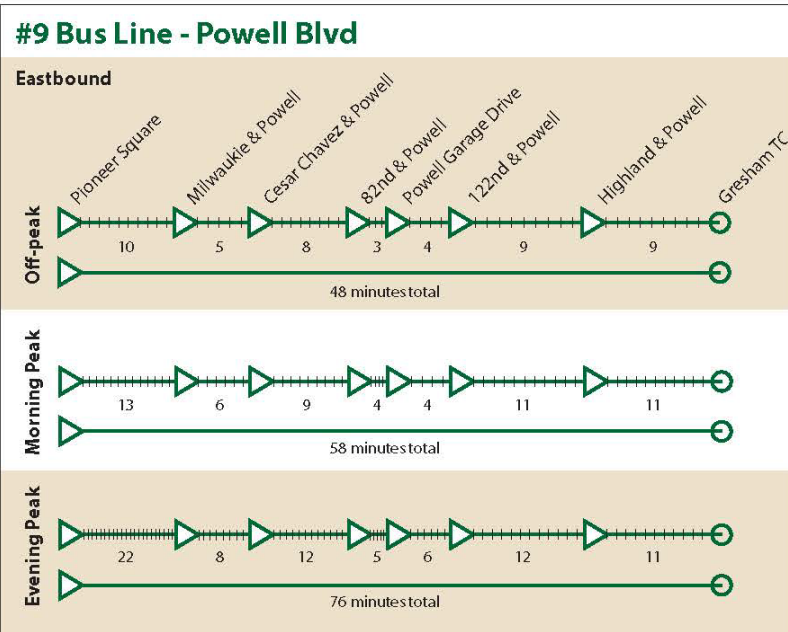 #9 Bus Line - Powell Blvd
Eastbound
Pioneer Square
Milwaukie & Powell
Cesar Chavez & Powell
82nd & Powell
Powell Garage Drive
122nd & Powell
Highland & Powell
Gresham TC
Off-peak
10 5 8 3 4 9 9
48 minutes total
Morning Peak
13 6 9 4 4 11 11
58 minutes total
Evening Peak
22 8 12 5 6 12 11
76 minutes total